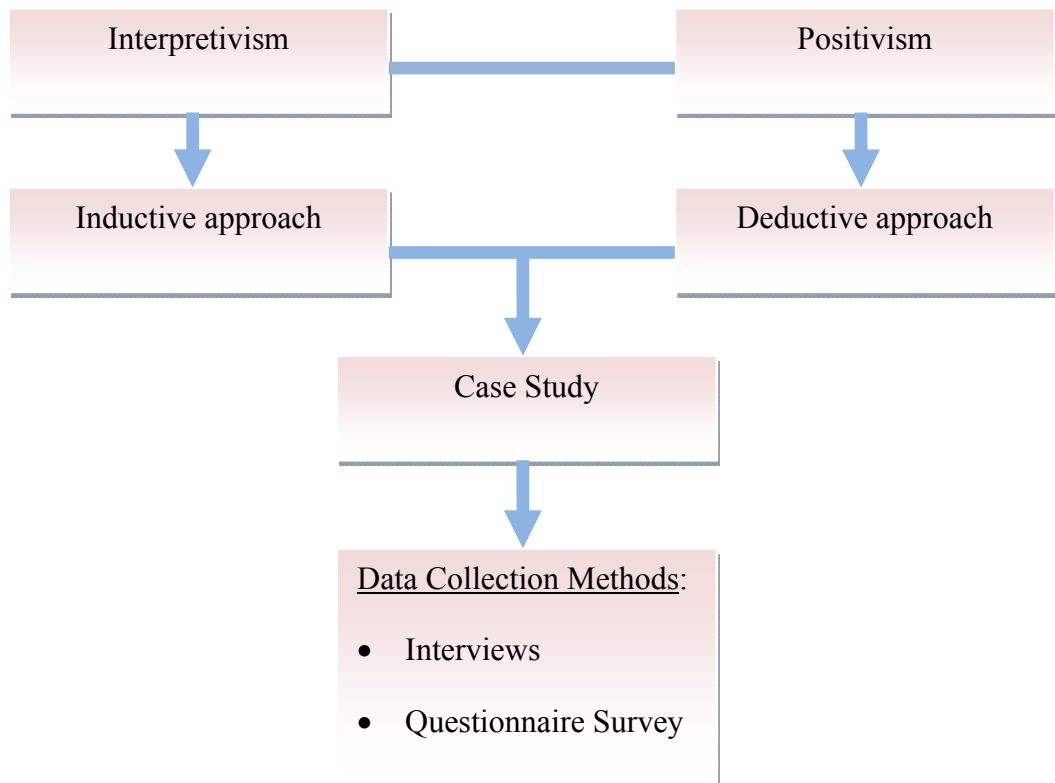 Interpretivism
Positivism
Inductive approach
Deductive approach
Case Study
Data Collection Methods:
• Interviews
• Questionnaire Survey